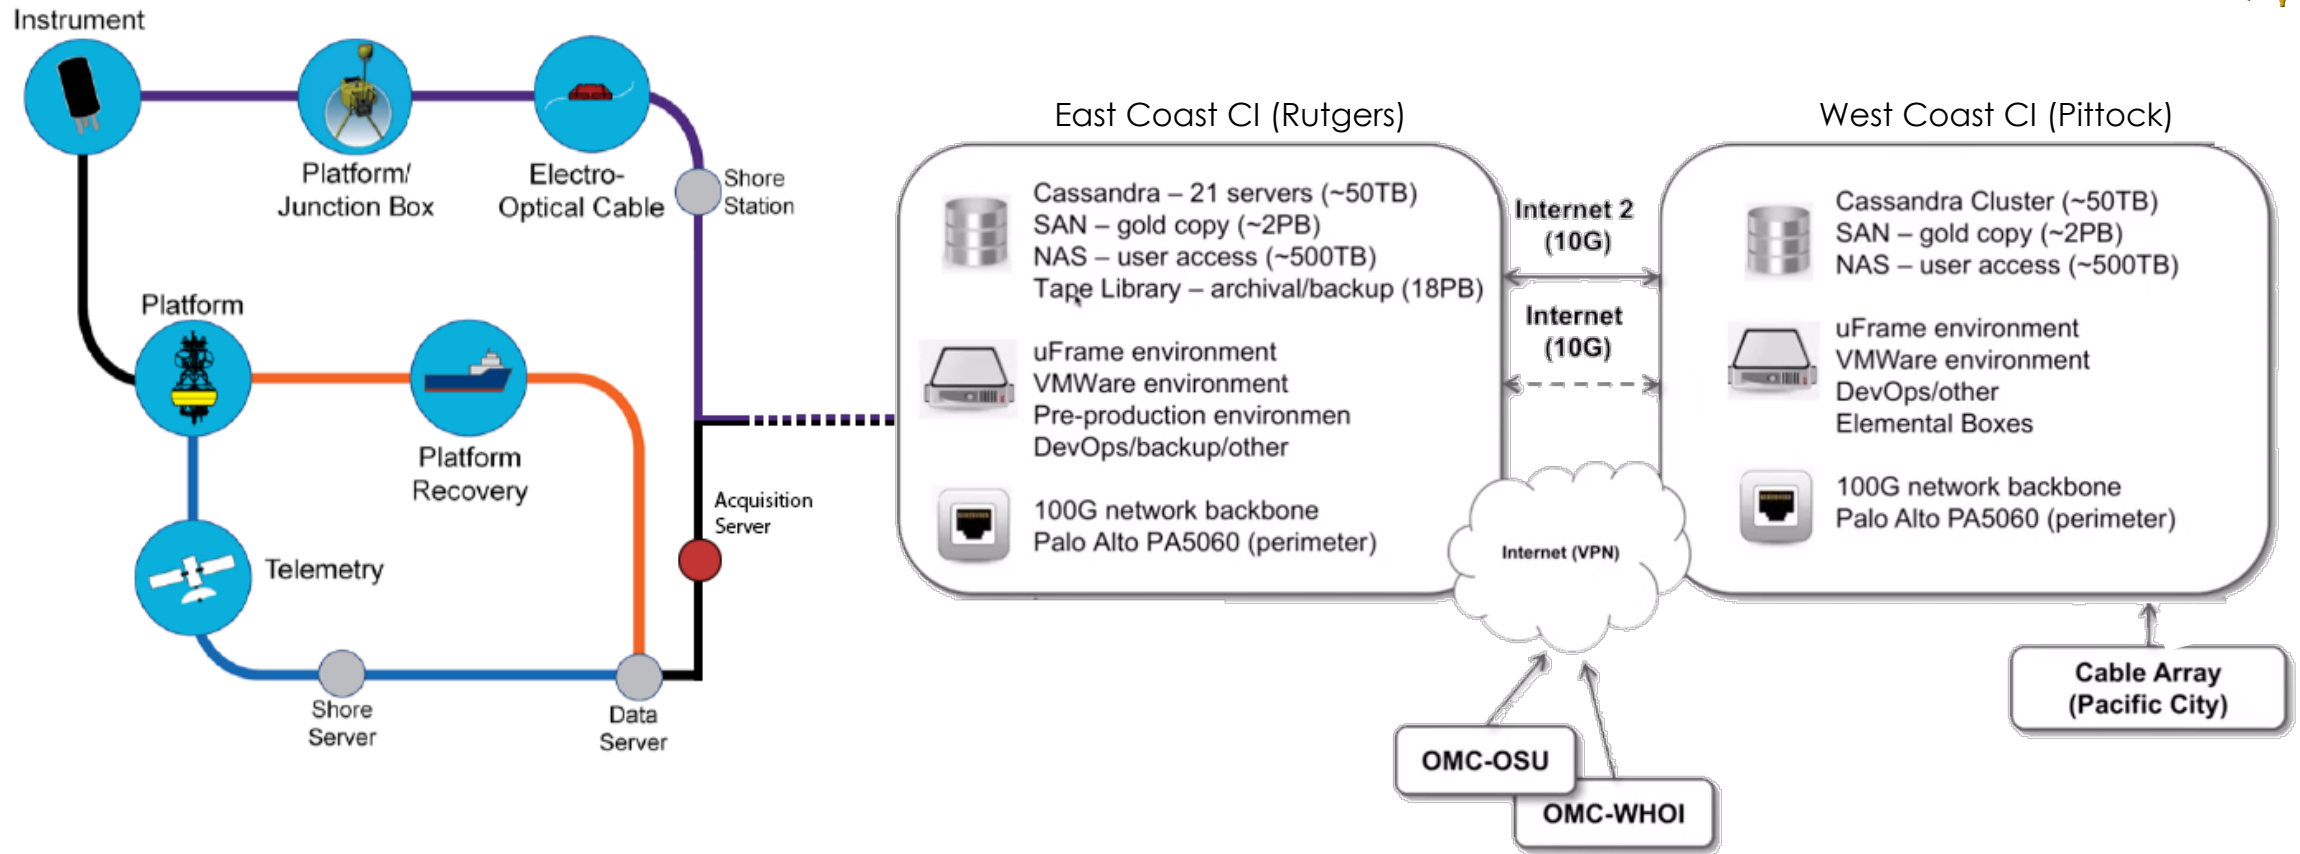 Instrument
Platform/
Junction Box
Electro-
Optical Cable
Shore
Station
Platform
Platform
Recovery
Telemetry
Acquisition
Server
Shore
Server
Data
Server
East Coast CI (Rutgers)
Cassandra – 21 servers (~50TB)
SAN – gold copy (~2PB)
NAS – user access (~500TB)
Tape Library – archival/backup (18PB)
uFrame environment
VMWare environment
Pre-production environmen
DevOps/backup/other
100G network backbone
Palo Alto PA5060 (perimeter)
Internet 2
(10G)
Internet
(10G)
Internet (VPN)
OMC-OSU
OMC-WHOI
West Coast CI (Pittock)
Cassandra Cluster (~50TB)
SAN – gold copy (~2PB)
NAS – user access (~500TB)
uFrame environment
VMWare environment
DevOps/other
Elemental Boxes
100G network backbone
Palo Alto PA5060 (perimeter)
Cable Array
(Pacific City)